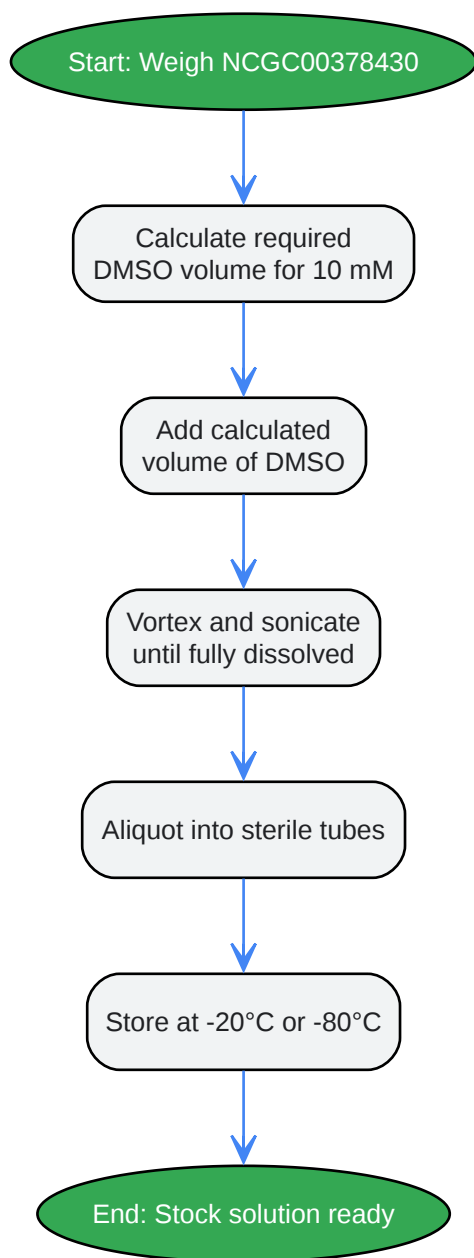 Start: Weigh NCGC00378430
Calculate required
DMSO volume for 10 mM
Add calculated
volume of DMSO
Vortex and sonicate
until fully dissolved
Aliquot into sterile tubes
Store at -20°C or -80°C
End: Stock solution ready